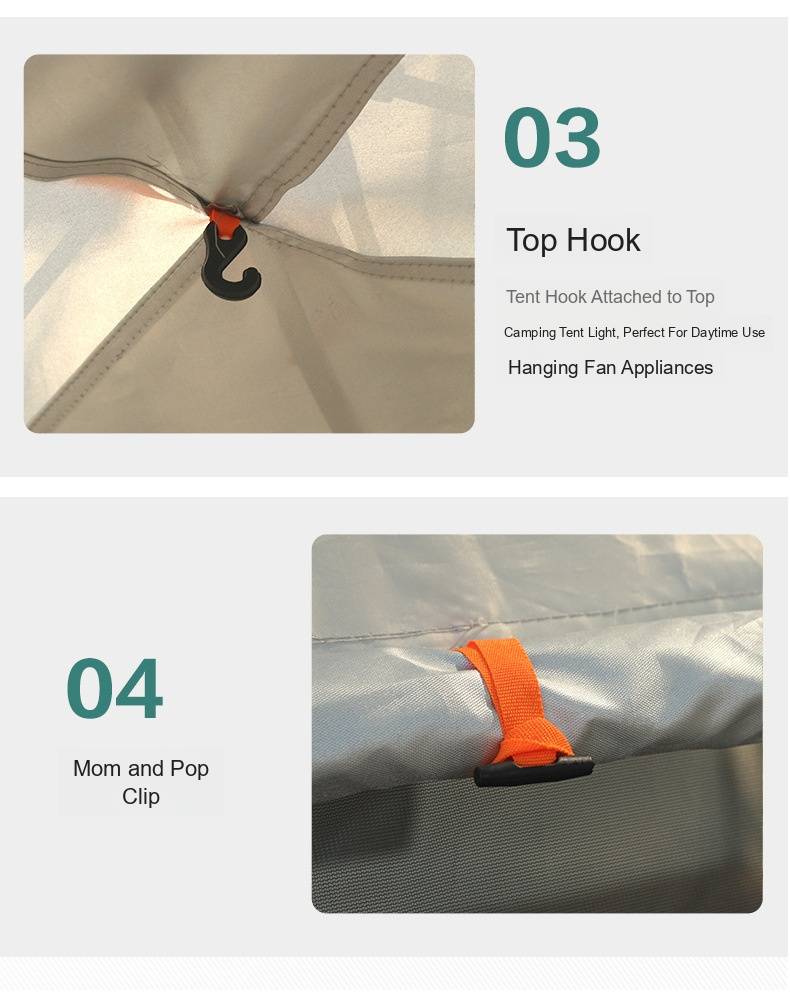 03
Top Hook
Tent Hook Attached to Top
Camping Tent Light, Perfect For Daytime Use
Hanging Fan Appliances
04
Mom and Pop
Clip